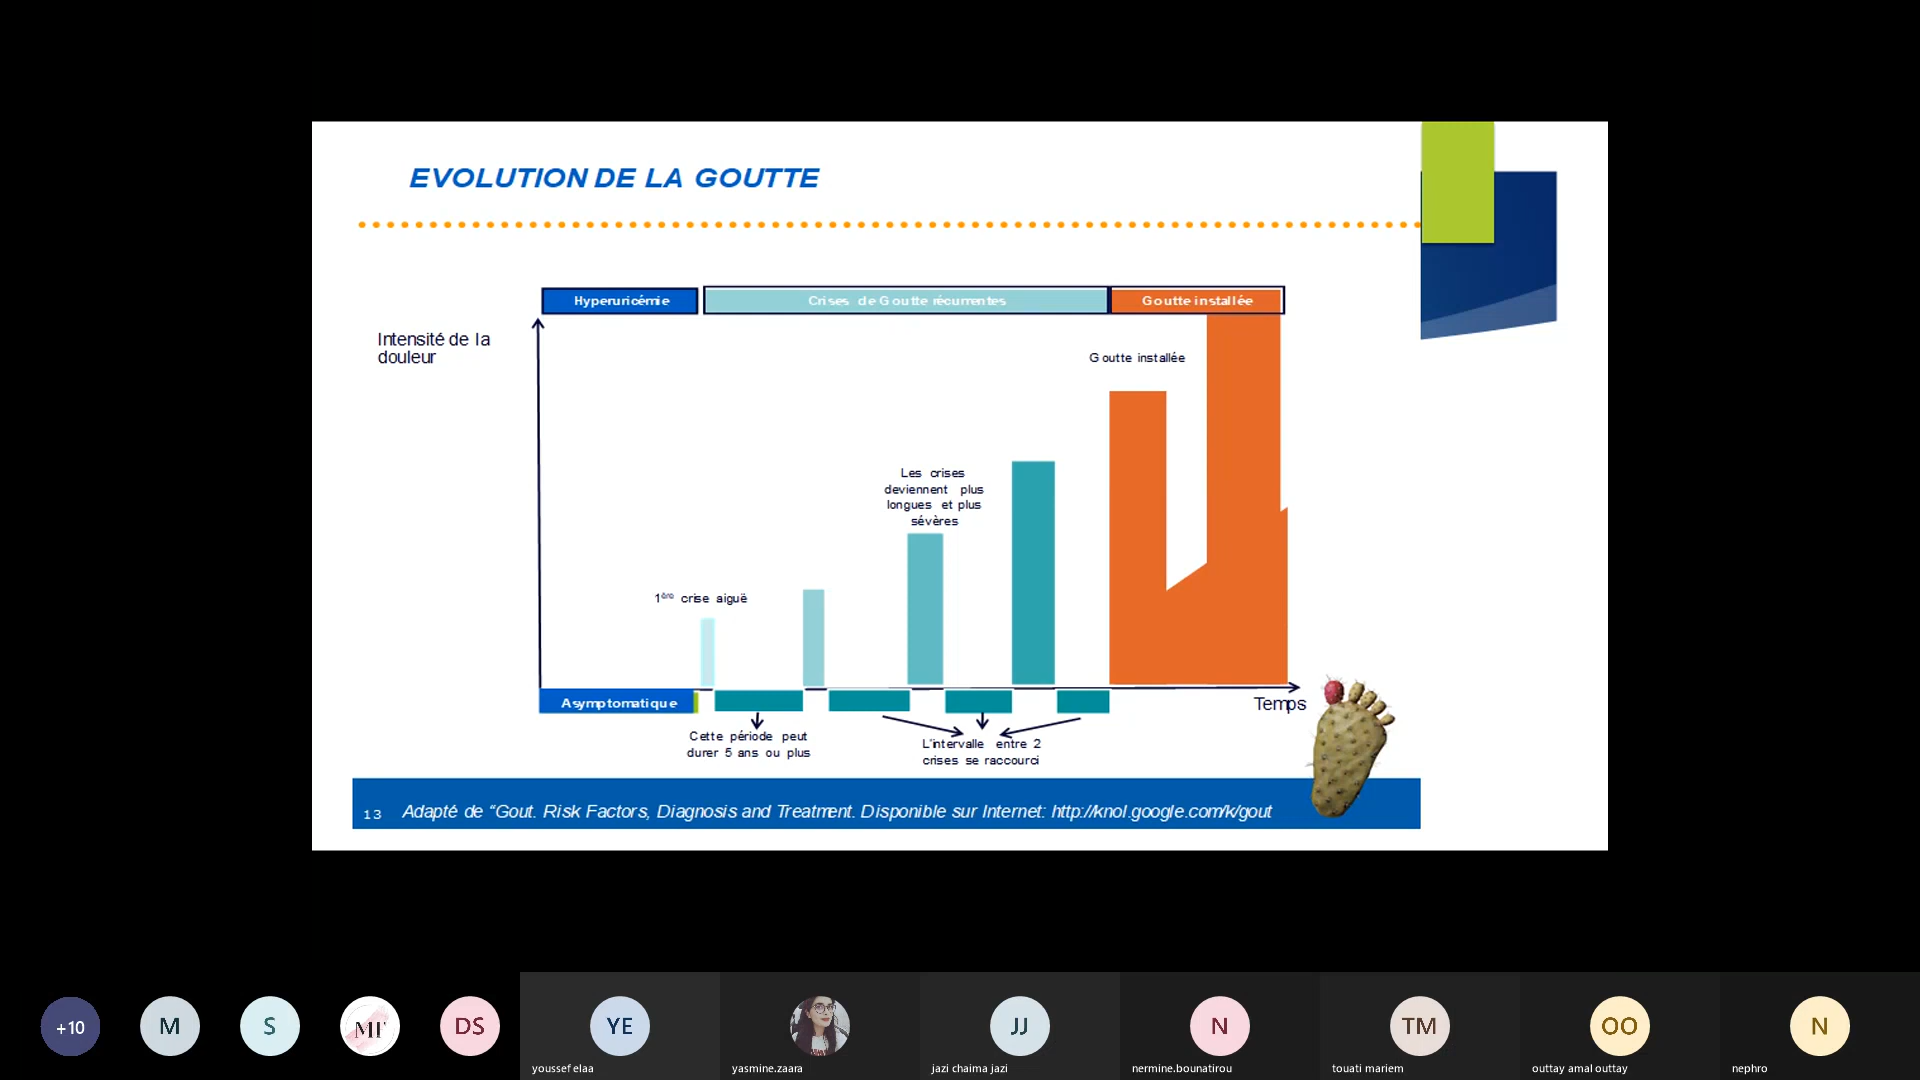 EVOLUTION DE LA GOUTTE
Hyperuricémie
Crises de Goutte récurrentes
Goutte installée
Intensité de la
douleur
Goutte installée
Les crises
deviennent plus
longues et plus
sévères
1ère crise aiguë
Asymptomatique
Temps
Cette période peut
durer 5 ans ou plus
L'intervalle entre 2
crises se raccourci
13
Adapté de “Gout. Risk Factors, Diagnosis and Treatment. Disponible sur Internet: http://knol.google.com/k/gout
+10
M
S
MF
DS
YE
JJ
N
TM
OO
N
youssef elaa
yasmine.zaara
jazi chaima jazi
nermine.bounatirou
touati mariem
outtay amal outtay
nephro